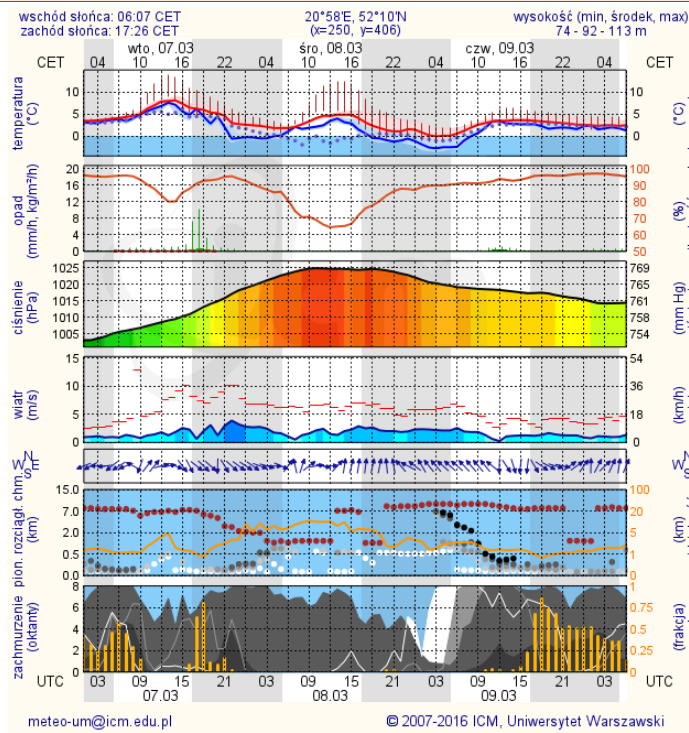 wschód słońca: 06:07 CET 20°58'E, 52°10'N wysokość (min, środek, max)
zachód słońca: 17:26 CET (x=250, y=406) 74 - 92 - 113 m
wto, 07.03 śro, 08.03 czw, 09.03
CET 04 10 16 22 04 10 16 22 04 10 16 22 04 CET
temperatura (°C)
10 5 0
10 5 0
(°C)
opad (mm/h, kg/m²/h)
20 16 12 8 4 0
100 90 80 70 60 50
(%)
ciśnienie (hPa)
1025 1020 1015 1010 1005
769 765 761 758 754
(mm Hg)
wiatr (m/s)
15 10 5 0
54 36 18 0
(km/h)
W N S E
W N S
pion. rozciągł. chm. (km)
15.0 7.0 2.0 0.5 0.0
100 20 5 1 0
(km)
zachmurzenie (oktanty)
8 6 4 2 0
1 0.75 0.5 0.25 0
(frakcja)
UTC 03 09 15 21 03 09 15 21 03 09 15 21 03 UTC
07.03 08.03 09.03
meteo-um@icm.edu.pl © 2007-2016 ICM, Uniwersytet Warszawski